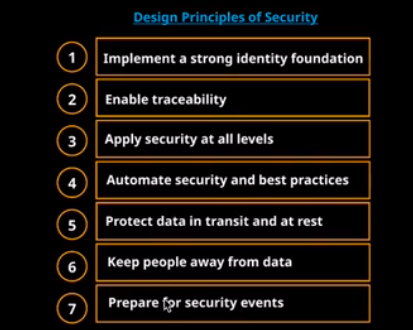 Design Principles of Security
1 Implement a strong identity foundation
2 Enable traceability
3 Apply security at all levels
4 Automate security and best practices
5 Protect data in transit and at rest
6 Keep people away from data
7 Prepare for security events